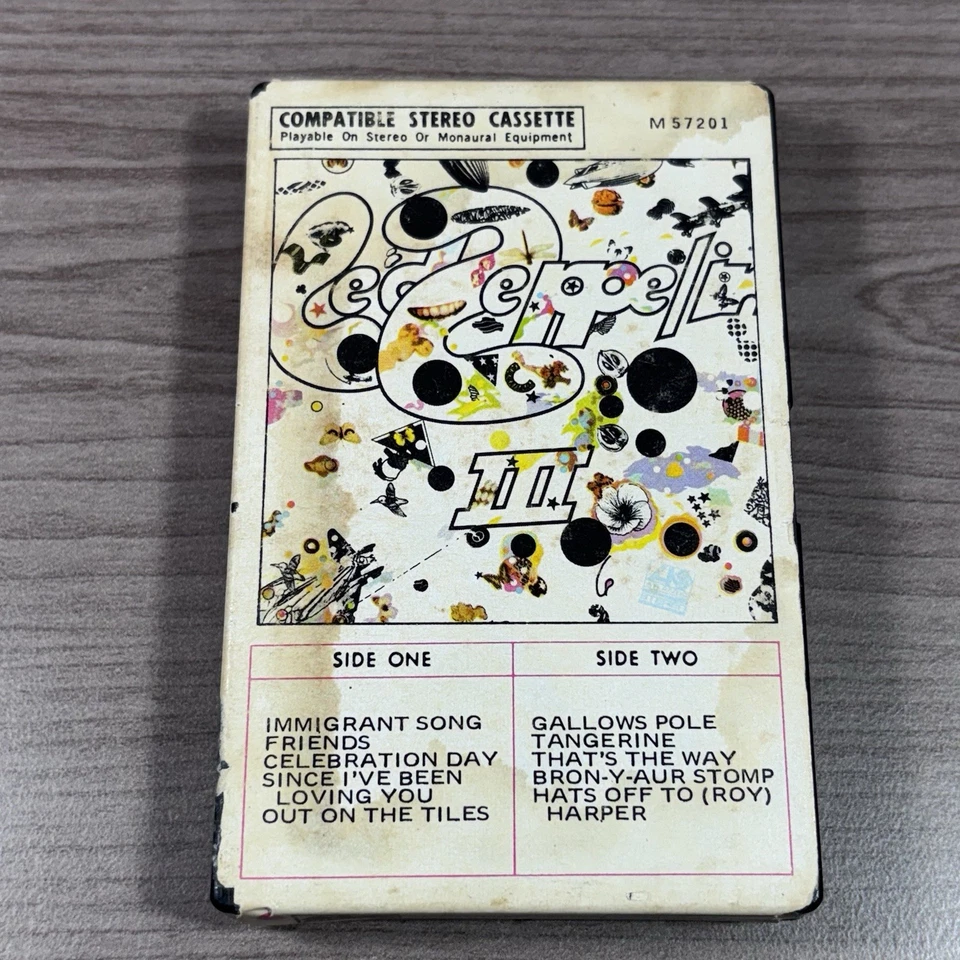 COMPATIBLE STEREO CASSETTE
Playable On Stereo Or Monaural Equipment
M 57201
Led Zeppelin
III
SIDE ONE
IMMIGRANT SONG
FRIENDS
CELEBRATION DAY
SINCE I'VE BEEN
LOVING YOU
OUT ON THE TILES
SIDE TWO
GALLOWS POLE
TANGERINE
THAT'S THE WAY
BRON-Y-AUR STOMP
HATS OFF TO (ROY)
HARPER